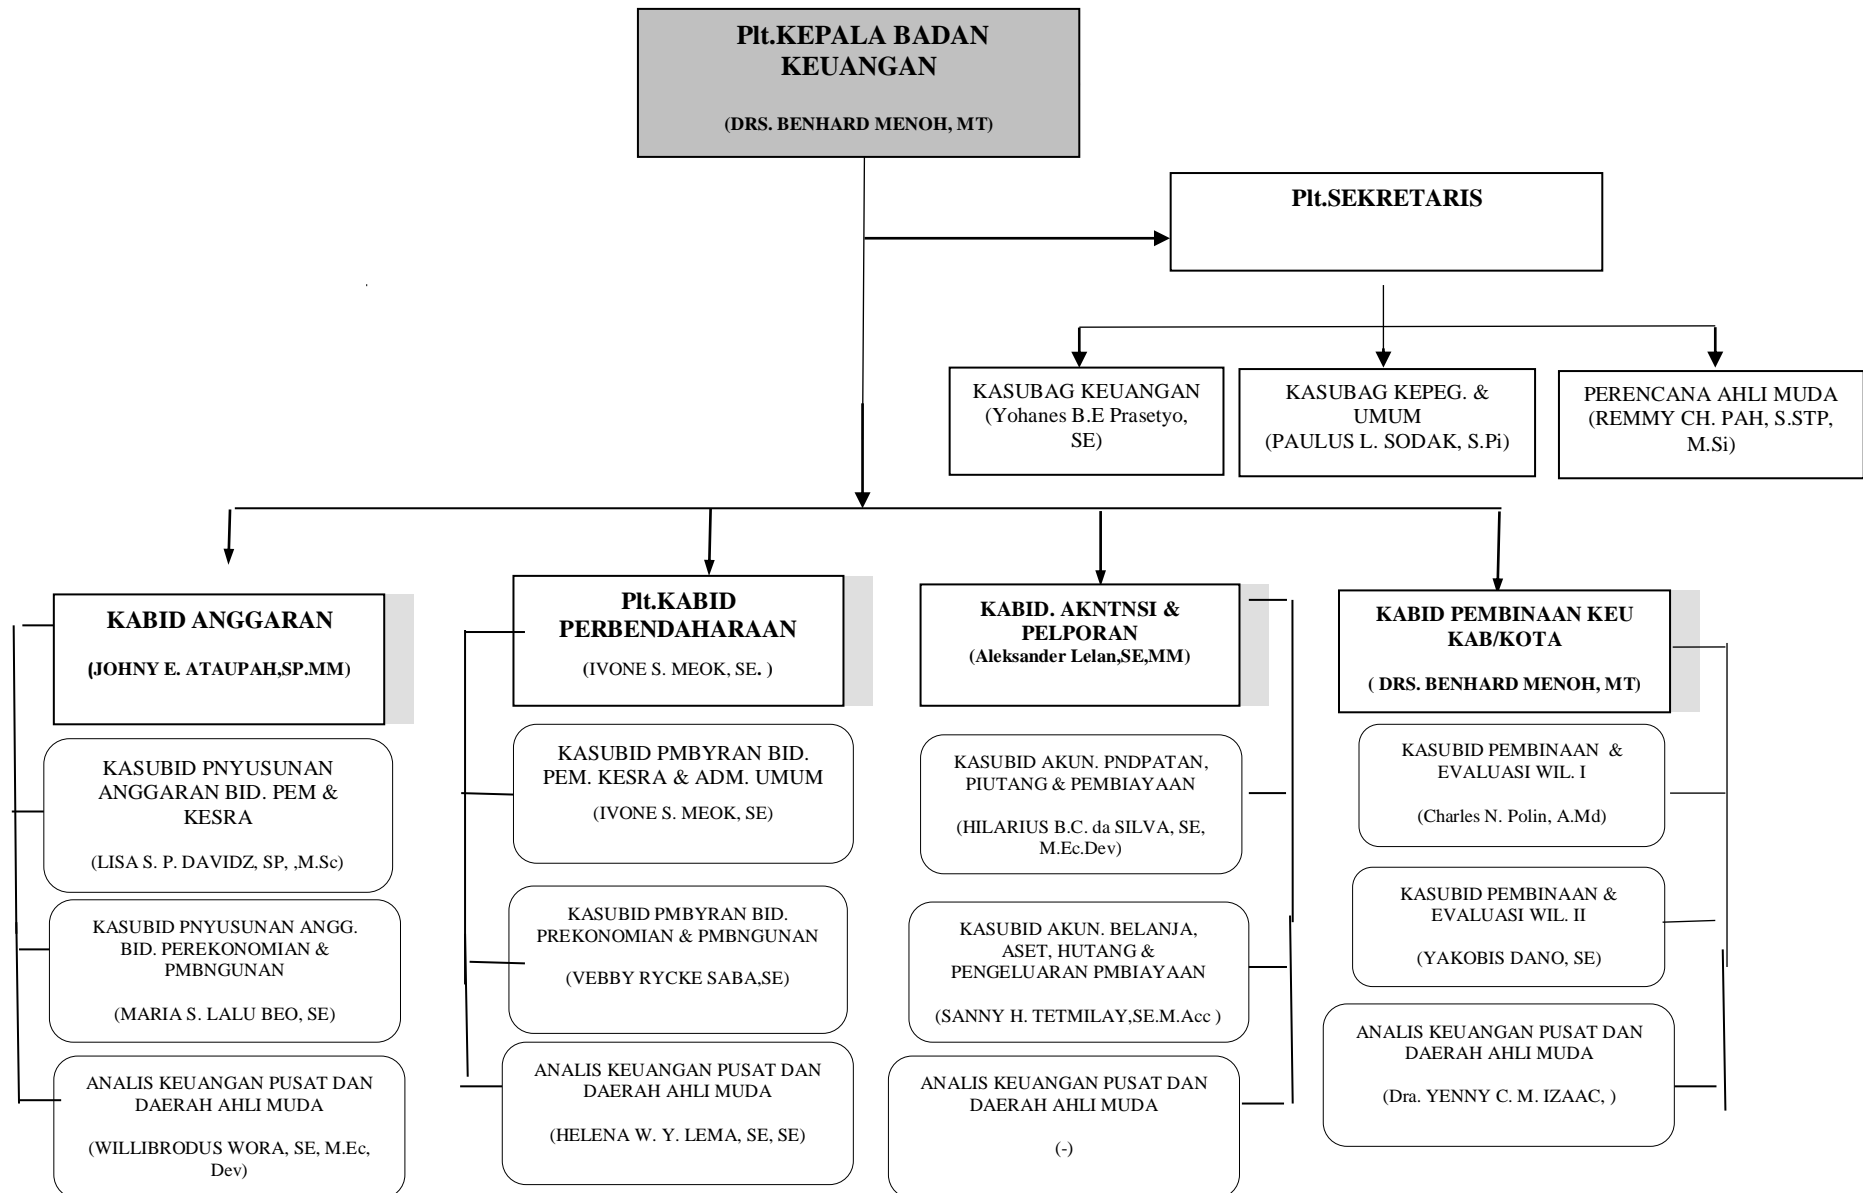 Plt.KEPALA BADAN
KEUANGAN
(DRS. BENHARD MENOH, MT)
Plt.SEKRETARIS
KASUBAG KEUANGAN
(Yohanes B.E Prasetyo,
SE)
KASUBAG KEPEG. &
UMUM
(PAULUS L. SODAK, S.Pi)
PERENCANA AHLI MUDA
(REMMY CH. PAH, S.STP,
M.Si)
KABID ANGGARAN
(JOHNY E. ATAUPAH,SP.MM)
KASUBID PNYUSUNAN
ANGGARAN BID. PEM &
KESRA
(LISA S. P. DAVIDZ, SP, ,M.Sc)
KASUBID PNYUSUNAN ANGG.
BID. PEREKONOMIAN &
PMBNGUNAN
(MARIA S. LALU BEO, SE)
ANALIS KEUANGAN PUSAT DAN
DAERAH AHLI MUDA
(WILLIBRODUS WORA, SE, M.Ec,
Dev)
Plt.KABID
PERBENDAHARAAN
(IVONE S. MEOK, SE. )
KASUBID PMBYRAN BID.
PEM. KESRA & ADM. UMUM
(IVONE S. MEOK, SE)
KASUBID PMBYRAN BID.
PREKONOMIAN & PMBNGUNAN
(VEBBY RYCKE SABA,SE)
ANALIS KEUANGAN PUSAT DAN
DAERAH AHLI MUDA
(HELENA W. Y. LEMA, SE, SE)
KABID. AKNTNSI &
PELPORAN
(Aleksander Lelan,SE,MM)
KASUBID AKUN. PNDPATAN,
PIUTANG & PEMBIAYAAN
(HILARIUS B.C. da SILVA, SE,
M.Ec.Dev)
KASUBID AKUN. BELANJA,
ASET, HUTANG &
PENGELUARAN PMBIAYAAN
(SANNY H. TETMILAY,SE.M.Acc )
ANALIS KEUANGAN PUSAT DAN
DAERAH AHLI MUDA
(-)
KABID PEMBINAAN KEU
KAB/KOTA
( DRS. BENHARD MENOH, MT)
KASUBID PEMBINAAN &
EVALUASI WIL. I
(Charles N. Polin, A.Md)
KASUBID PEMBINAAN &
EVALUASI WIL. II
(YAKOBIS DANO, SE)
ANALIS KEUANGAN PUSAT DAN
DAERAH AHLI MUDA
(Dra. YENNY C. M. IZAAC, )